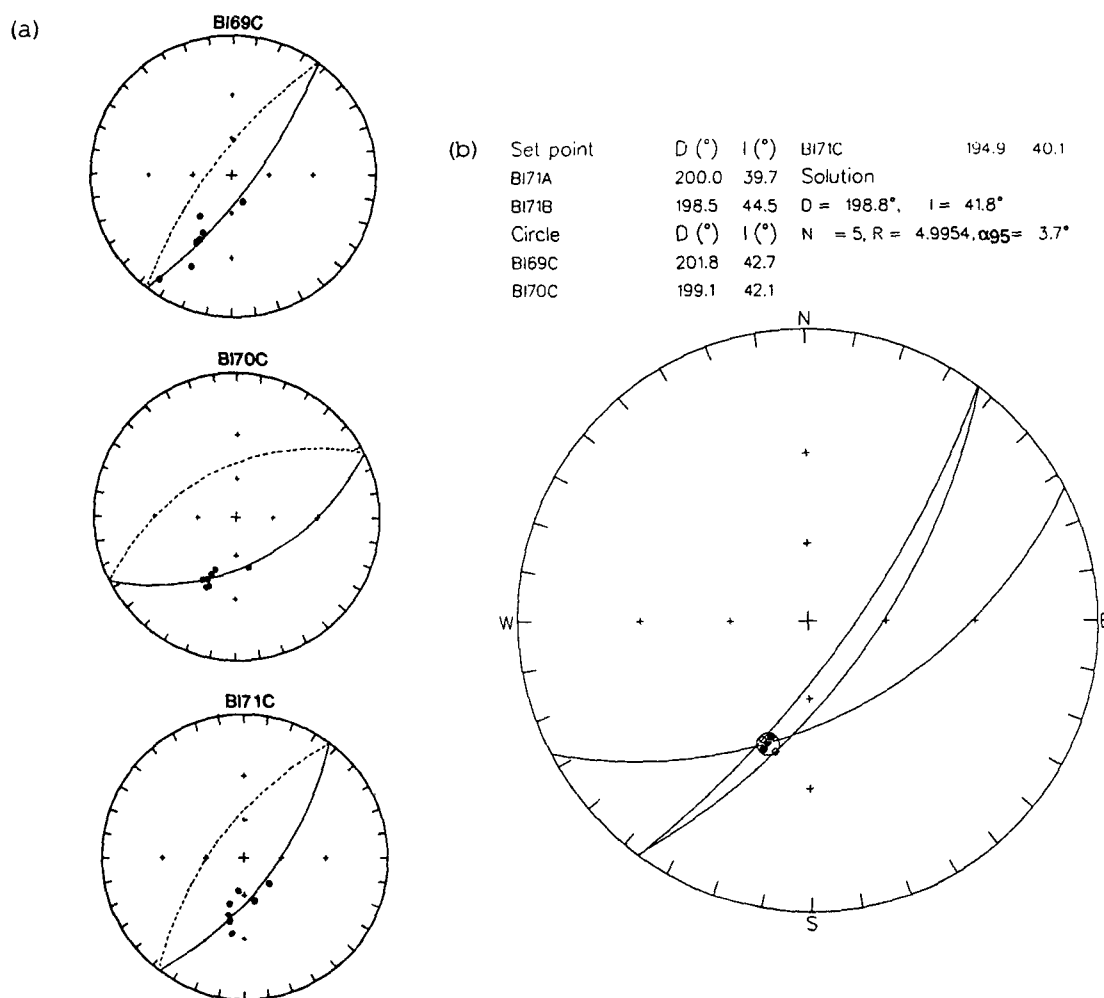 (a)
BI69C
BI70C
BI71C
(b) Set point D (°) I (°) BI71C 194.9 40.1
BI71A 200.0 39.7 Solution
BI71B 198.5 44.5 D = 198.8°, I = 41.8°
Circle D (°) I (°) N = 5, R = 4.9954, α95= 3.7°
BI69C 201.8 42.7
BI70C 199.1 42.1
N
W
E
S